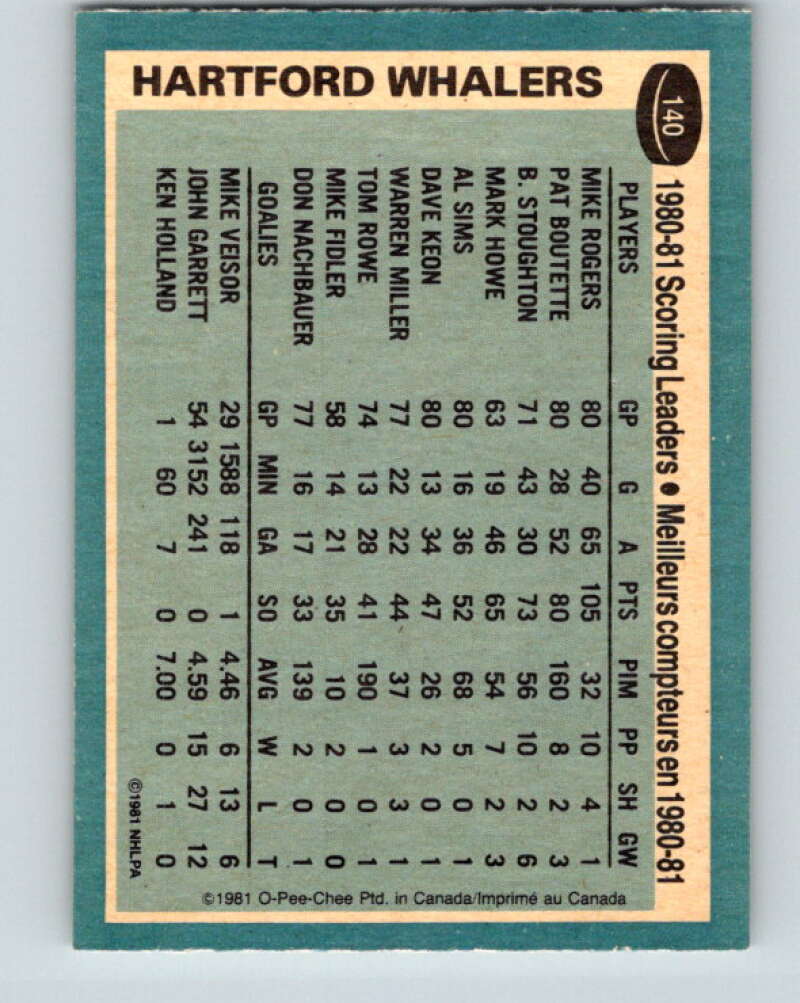 HARTFORD WHALERS
140
1980-81 Scoring Leaders • Meilleurs compteurs en 1980-81
PLAYERS GP G A PTS PIM PP SH GW
MIKE ROGERS 80 40 65 105 32 10 4 1
PAT BOUTETTE 80 28 52 80 160 8 2 3
B. STOUGHTON 71 43 30 73 56 10 2 6
MARK HOWE 63 19 46 65 54 7 2 3
AL SIMS 80 16 36 52 68 5 0 1
DAVE KEON 80 13 34 47 26 2 0 1
WARREN MILLER 77 22 22 44 37 3 3 1
TOM ROWE 74 13 28 41 190 1 0 1
MIKE FIDLER 58 14 21 35 10 2 0 0
DON NACHBAUER 77 16 17 33 139 2 0 1
GOALIES GP MIN GA SO AVG W L T
MIKE VEISOR 29 1588 118 1 4.46 6 13 6
JOHN GARRETT 54 3152 241 0 4.59 15 27 12
KEN HOLLAND 1 60 7 0 7.00 0 1 0
©1981 NHLPA
©1981 O-Pee-Chee Ptd. in Canada/Imprimé au Canada